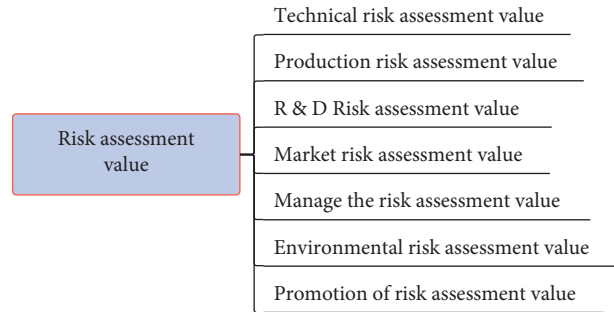 Technical risk assessment value
Production risk assessment value
R & D Risk assessment value
Risk assessment
value
Market risk assessment value
Manage the risk assessment value
Environmental risk assessment value
Promotion of risk assessment value